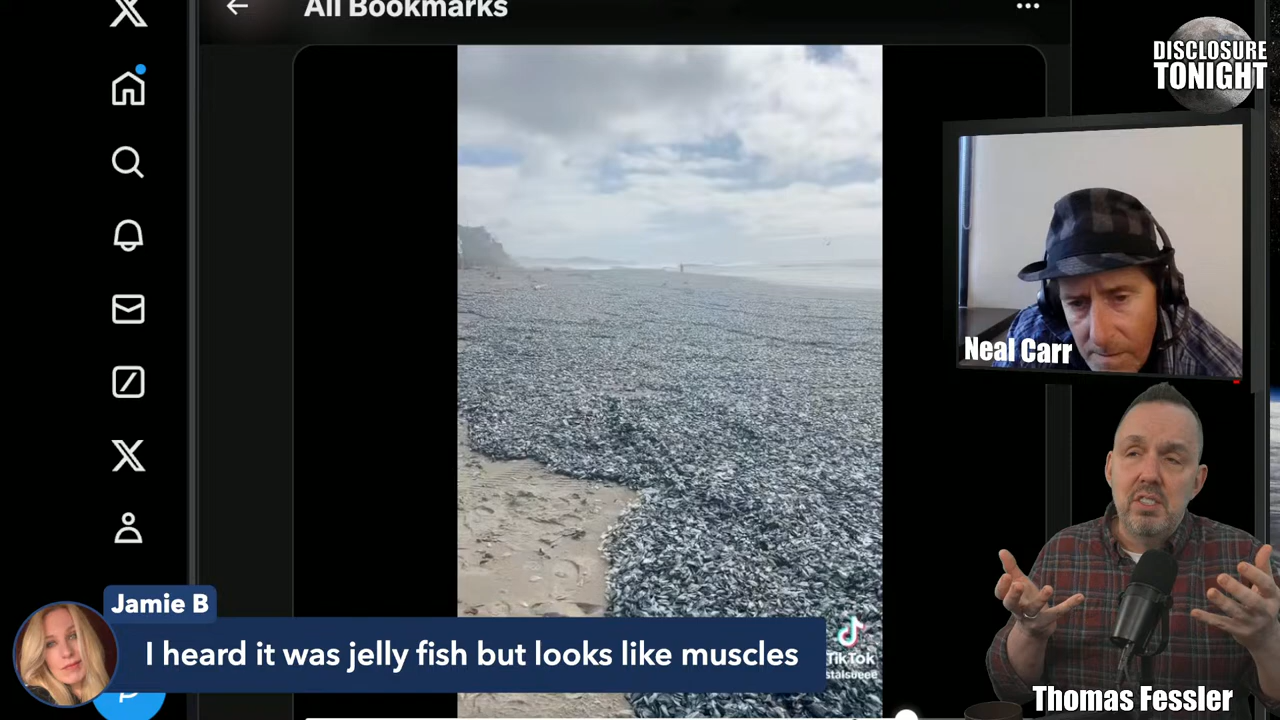 All Bookmarks
DISCLOSURE
TONIGHT
Neal Carr
Jamie B
I heard it was jelly fish but looks like muscles
TikTok
Thomas Fessler